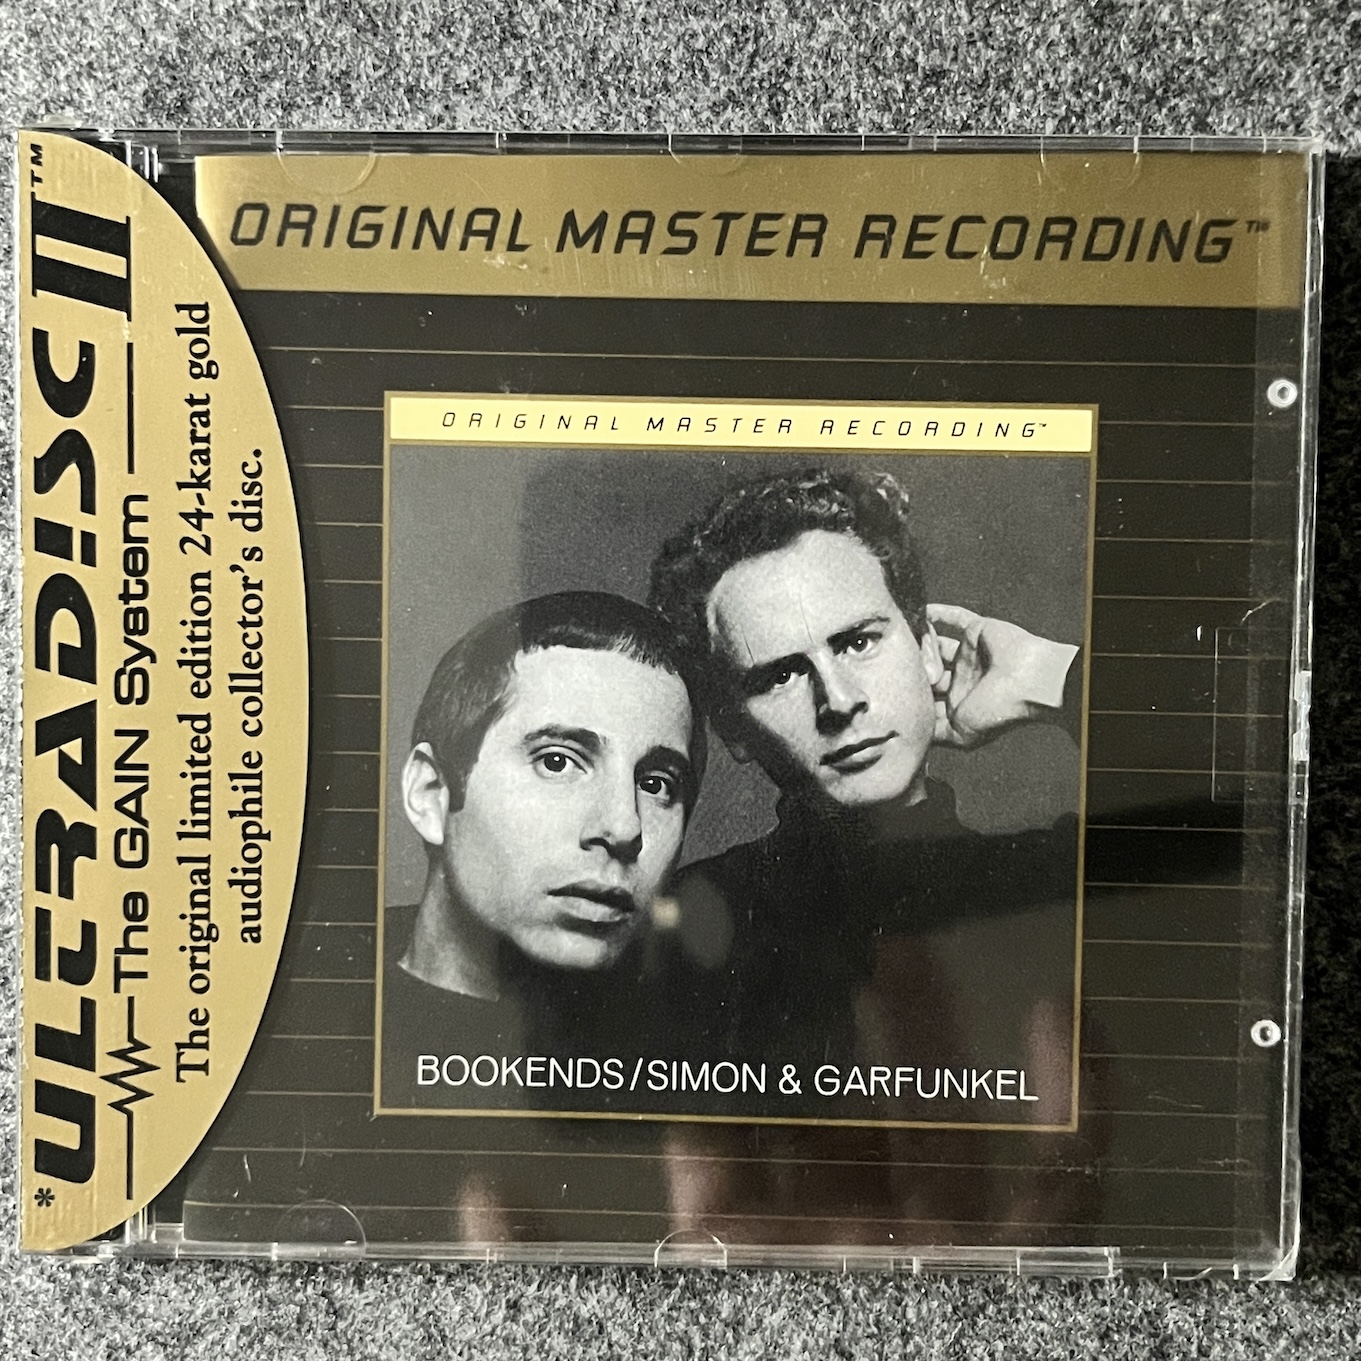 ORIGINAL MASTER RECORDING™
*ULTRADISC II™
The GAIN System
The original limited edition 24-karat gold
audiophile collector's disc.
ORIGINAL MASTER RECORDING™
BOOKENDS/SIMON & GARFUNKEL